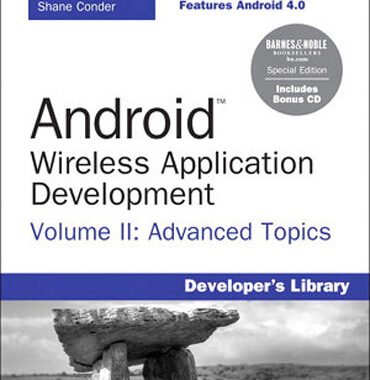 Shane Conder
Features Android 4.0
BARNES&NOBLE
BOOKSELLERS
bn.com
Special Edition
Includes
Bonus CD
Android™
Wireless Application
Development
Volume II: Advanced Topics
Developer's Library